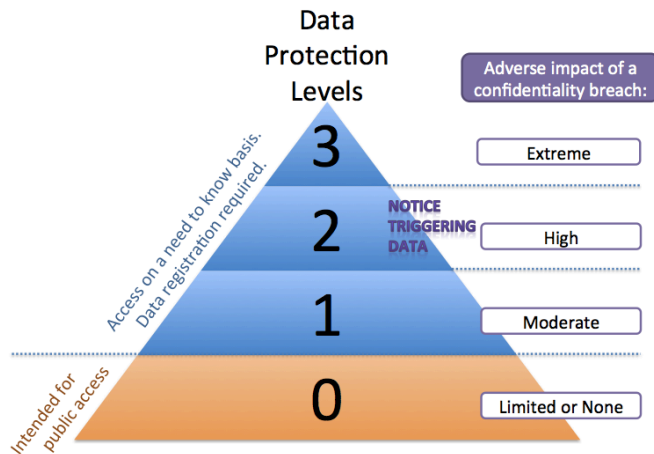 Data
Protection
Levels
Adverse impact of a
confidentiality breach:
Access on a need to know basis.
Data registration required.
3
Extreme
NOTICE
TRIGGERING
DATA
2
High
1
Moderate
Intended for
public access
0
Limited or None